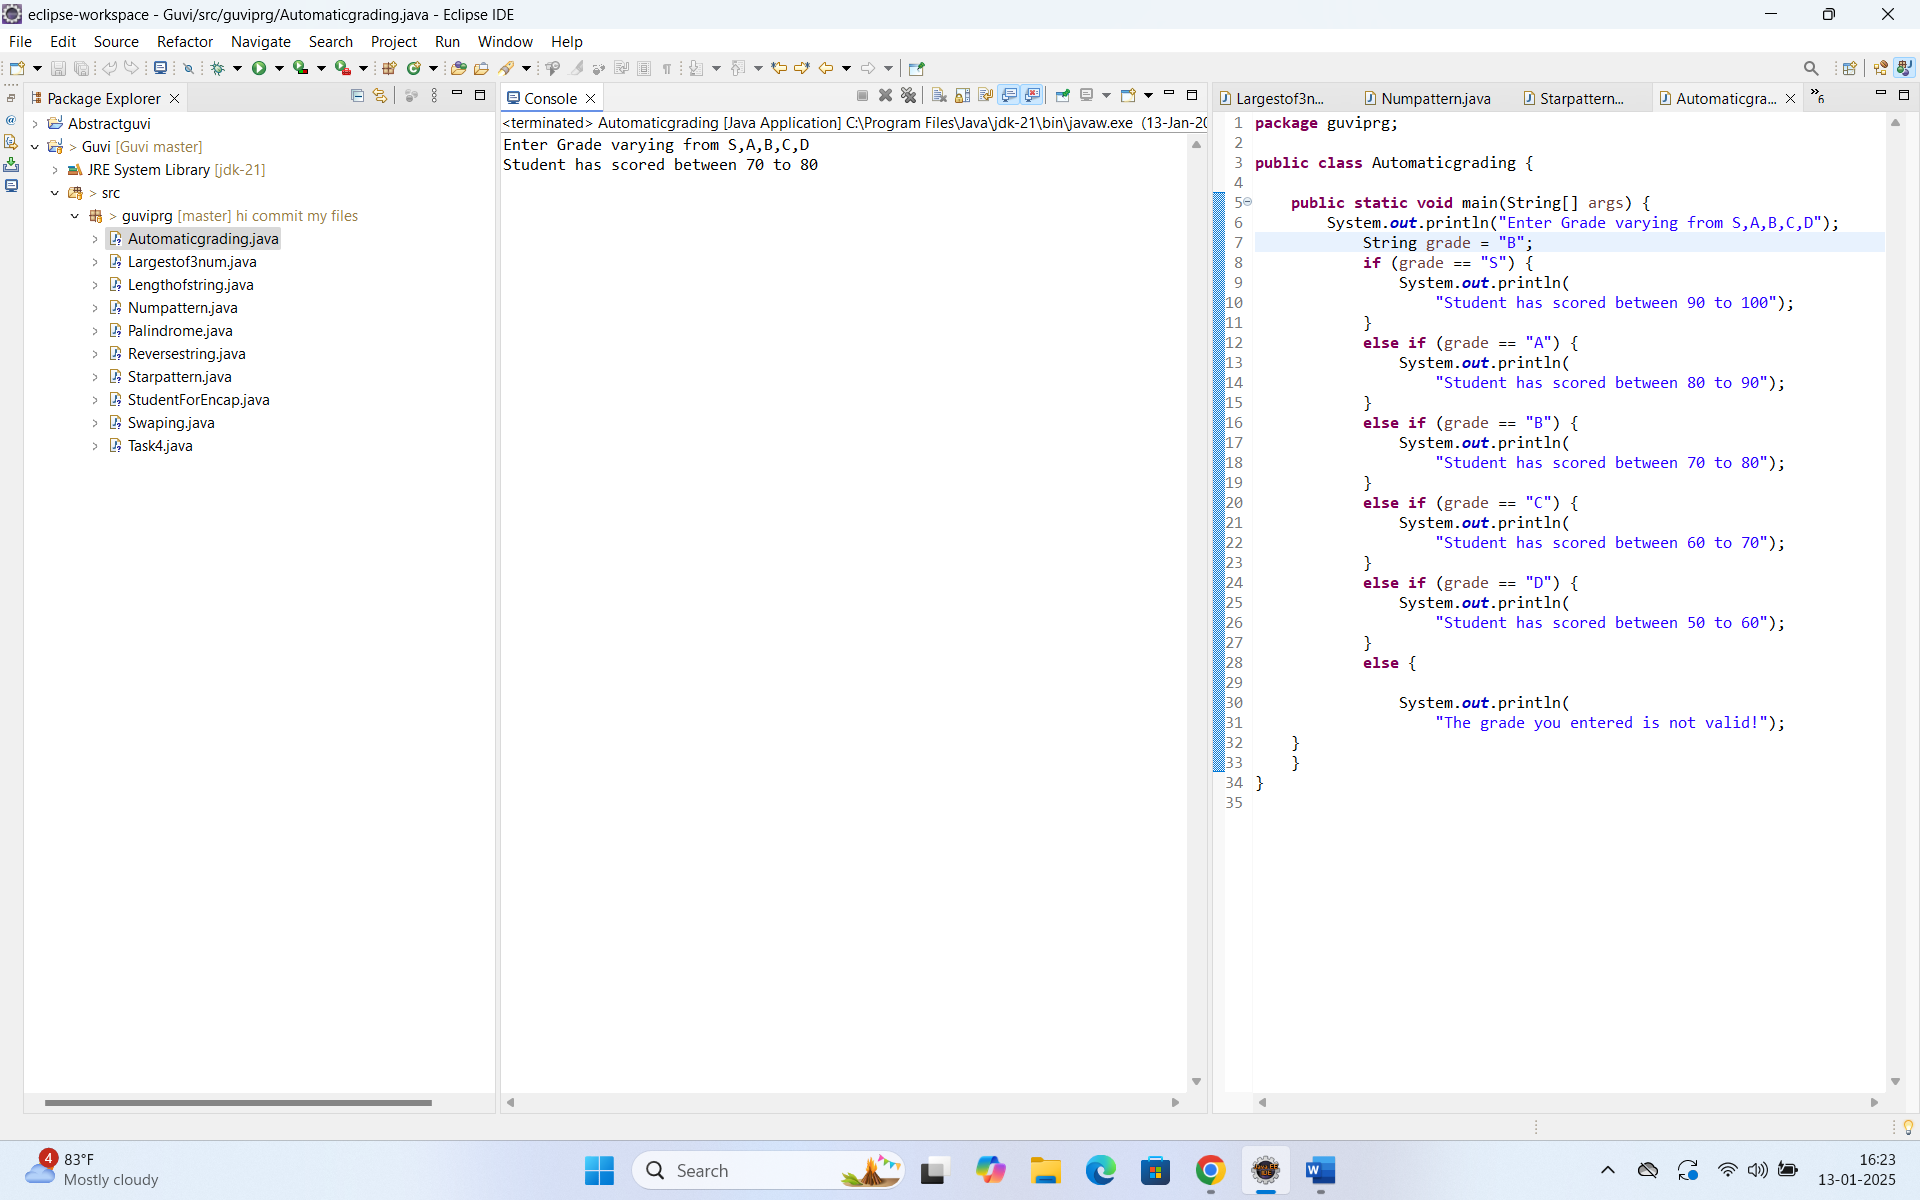 eclipse-workspace - Guvi/src/guviprg/Automaticgrading.java - Eclipse IDE
File Edit Source Refactor Navigate Search Project Run Window Help
Package Explorer
Abstractguvi
> Guvi [Guvi master]
JRE System Library [jdk-21]
> src
> guviprg [master] hi commit my files
Automaticgrading.java
Largestof3num.java
Lengthofstring.java
Numpattern.java
Palindrome.java
Reversestring.java
Starpattern.java
StudentForEncap.java
Swaping.java
Task4.java
Console
<terminated> Automaticgrading [Java Application] C:\Program Files\Java\jdk-21\bin\javaw.exe (13-Jan-20
Enter Grade varying from S,A,B,C,D
Student has scored between 70 to 80
Largestof3n... Numpattern.java Starpattern... Automaticgra... »6
1 package guviprg;
2
3 public class Automaticgrading {
4
5 public static void main(String[] args) {
6 System.out.println("Enter Grade varying from S,A,B,C,D");
7 String grade = "B";
8 if (grade == "S") {
9 System.out.println(
10 "Student has scored between 90 to 100");
11 }
12 else if (grade == "A") {
13 System.out.println(
14 "Student has scored between 80 to 90");
15 }
16 else if (grade == "B") {
17 System.out.println(
18 "Student has scored between 70 to 80");
19 }
20 else if (grade == "C") {
21 System.out.println(
22 "Student has scored between 60 to 70");
23 }
24 else if (grade == "D") {
25 System.out.println(
26 "Student has scored between 50 to 60");
27 }
28 else {
29
30 System.out.println(
31 "The grade you entered is not valid!");
32 }
33 }
34 }
35
4
83°F
Mostly cloudy
Search
16:23
13-01-2025